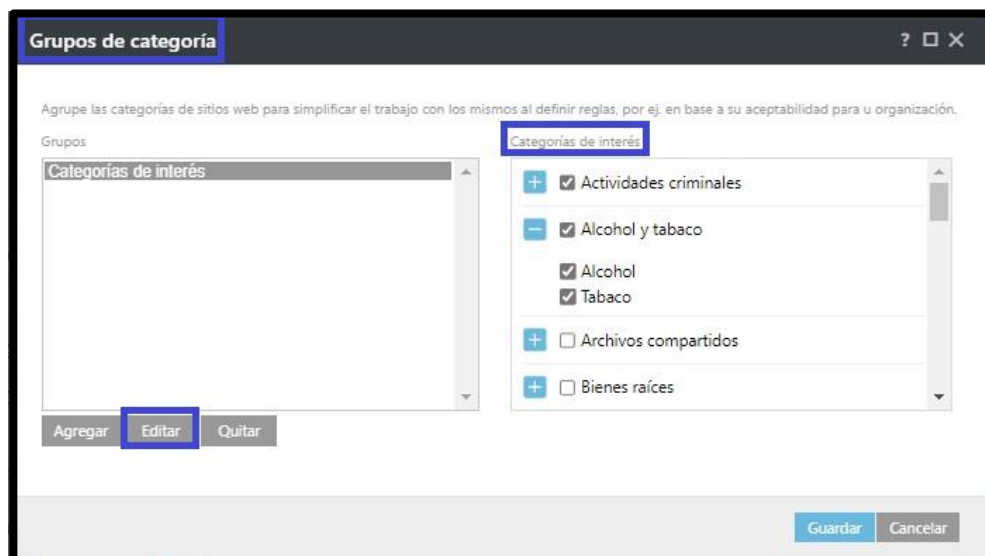 Grupos de categoría
? □ X
Agrupe las categorías de sitios web para simplificar el trabajo con los mismos al definir reglas, por ej. en base a su aceptabilidad para u organización.
Grupos
Categorías de interés
Categorías de interés
Actividades criminales
Alcohol y tabaco
Alcohol
Tabaco
Archivos compartidos
Bienes raíces
Agregar Editar Quitar
Guardar Cancelar